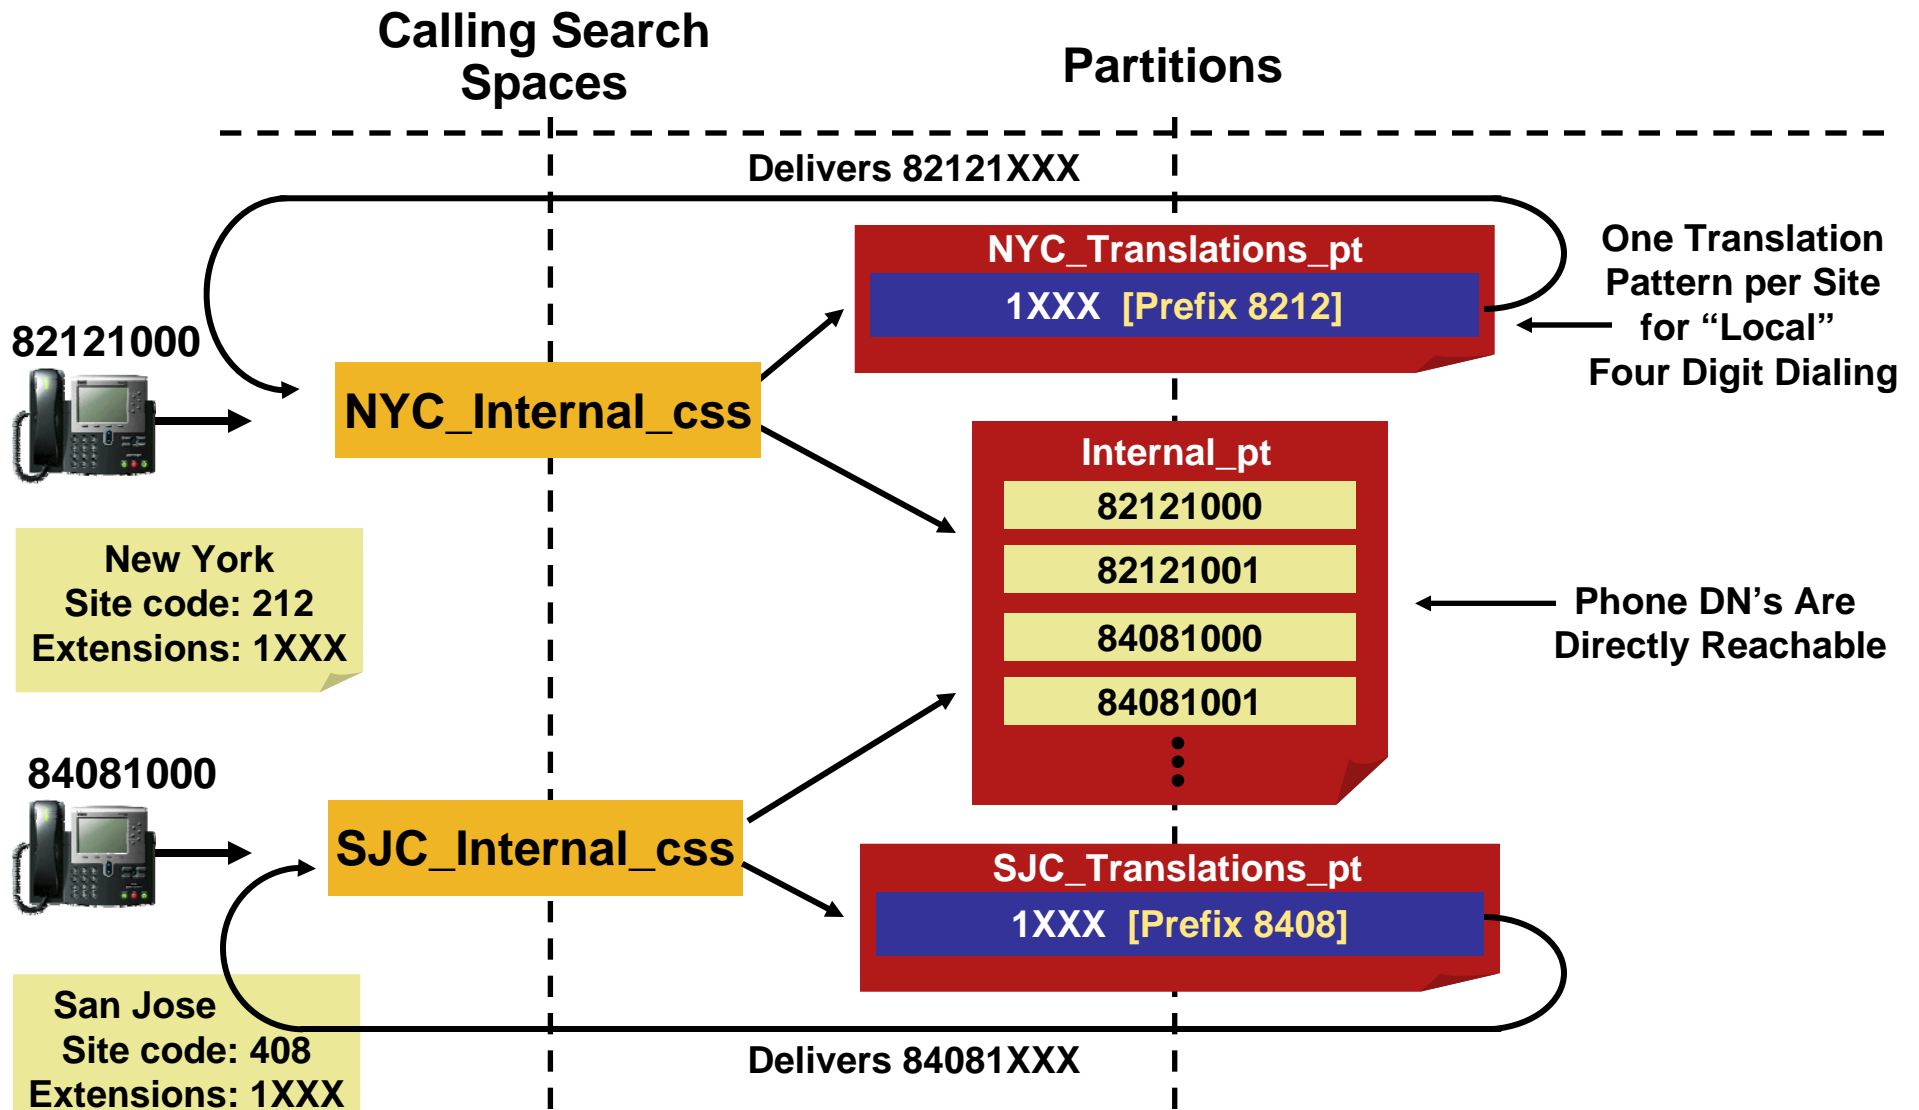 Calling Search
Spaces
Partitions
Delivers 82121XXX
NYC_Translations_pt
1XXX [Prefix 8212]
One Translation
Pattern per Site
for “Local”
Four Digit Dialing
82121000
NYC_Internal_css
Internal_pt
82121000
82121001
84081000
84081001
New York
Site code: 212
Extensions: 1XXX
Phone DN’s Are
Directly Reachable
84081000
SJC_Internal_css
SJC_Translations_pt
1XXX [Prefix 8408]
San Jose
Site code: 408
Extensions: 1XXX
Delivers 84081XXX